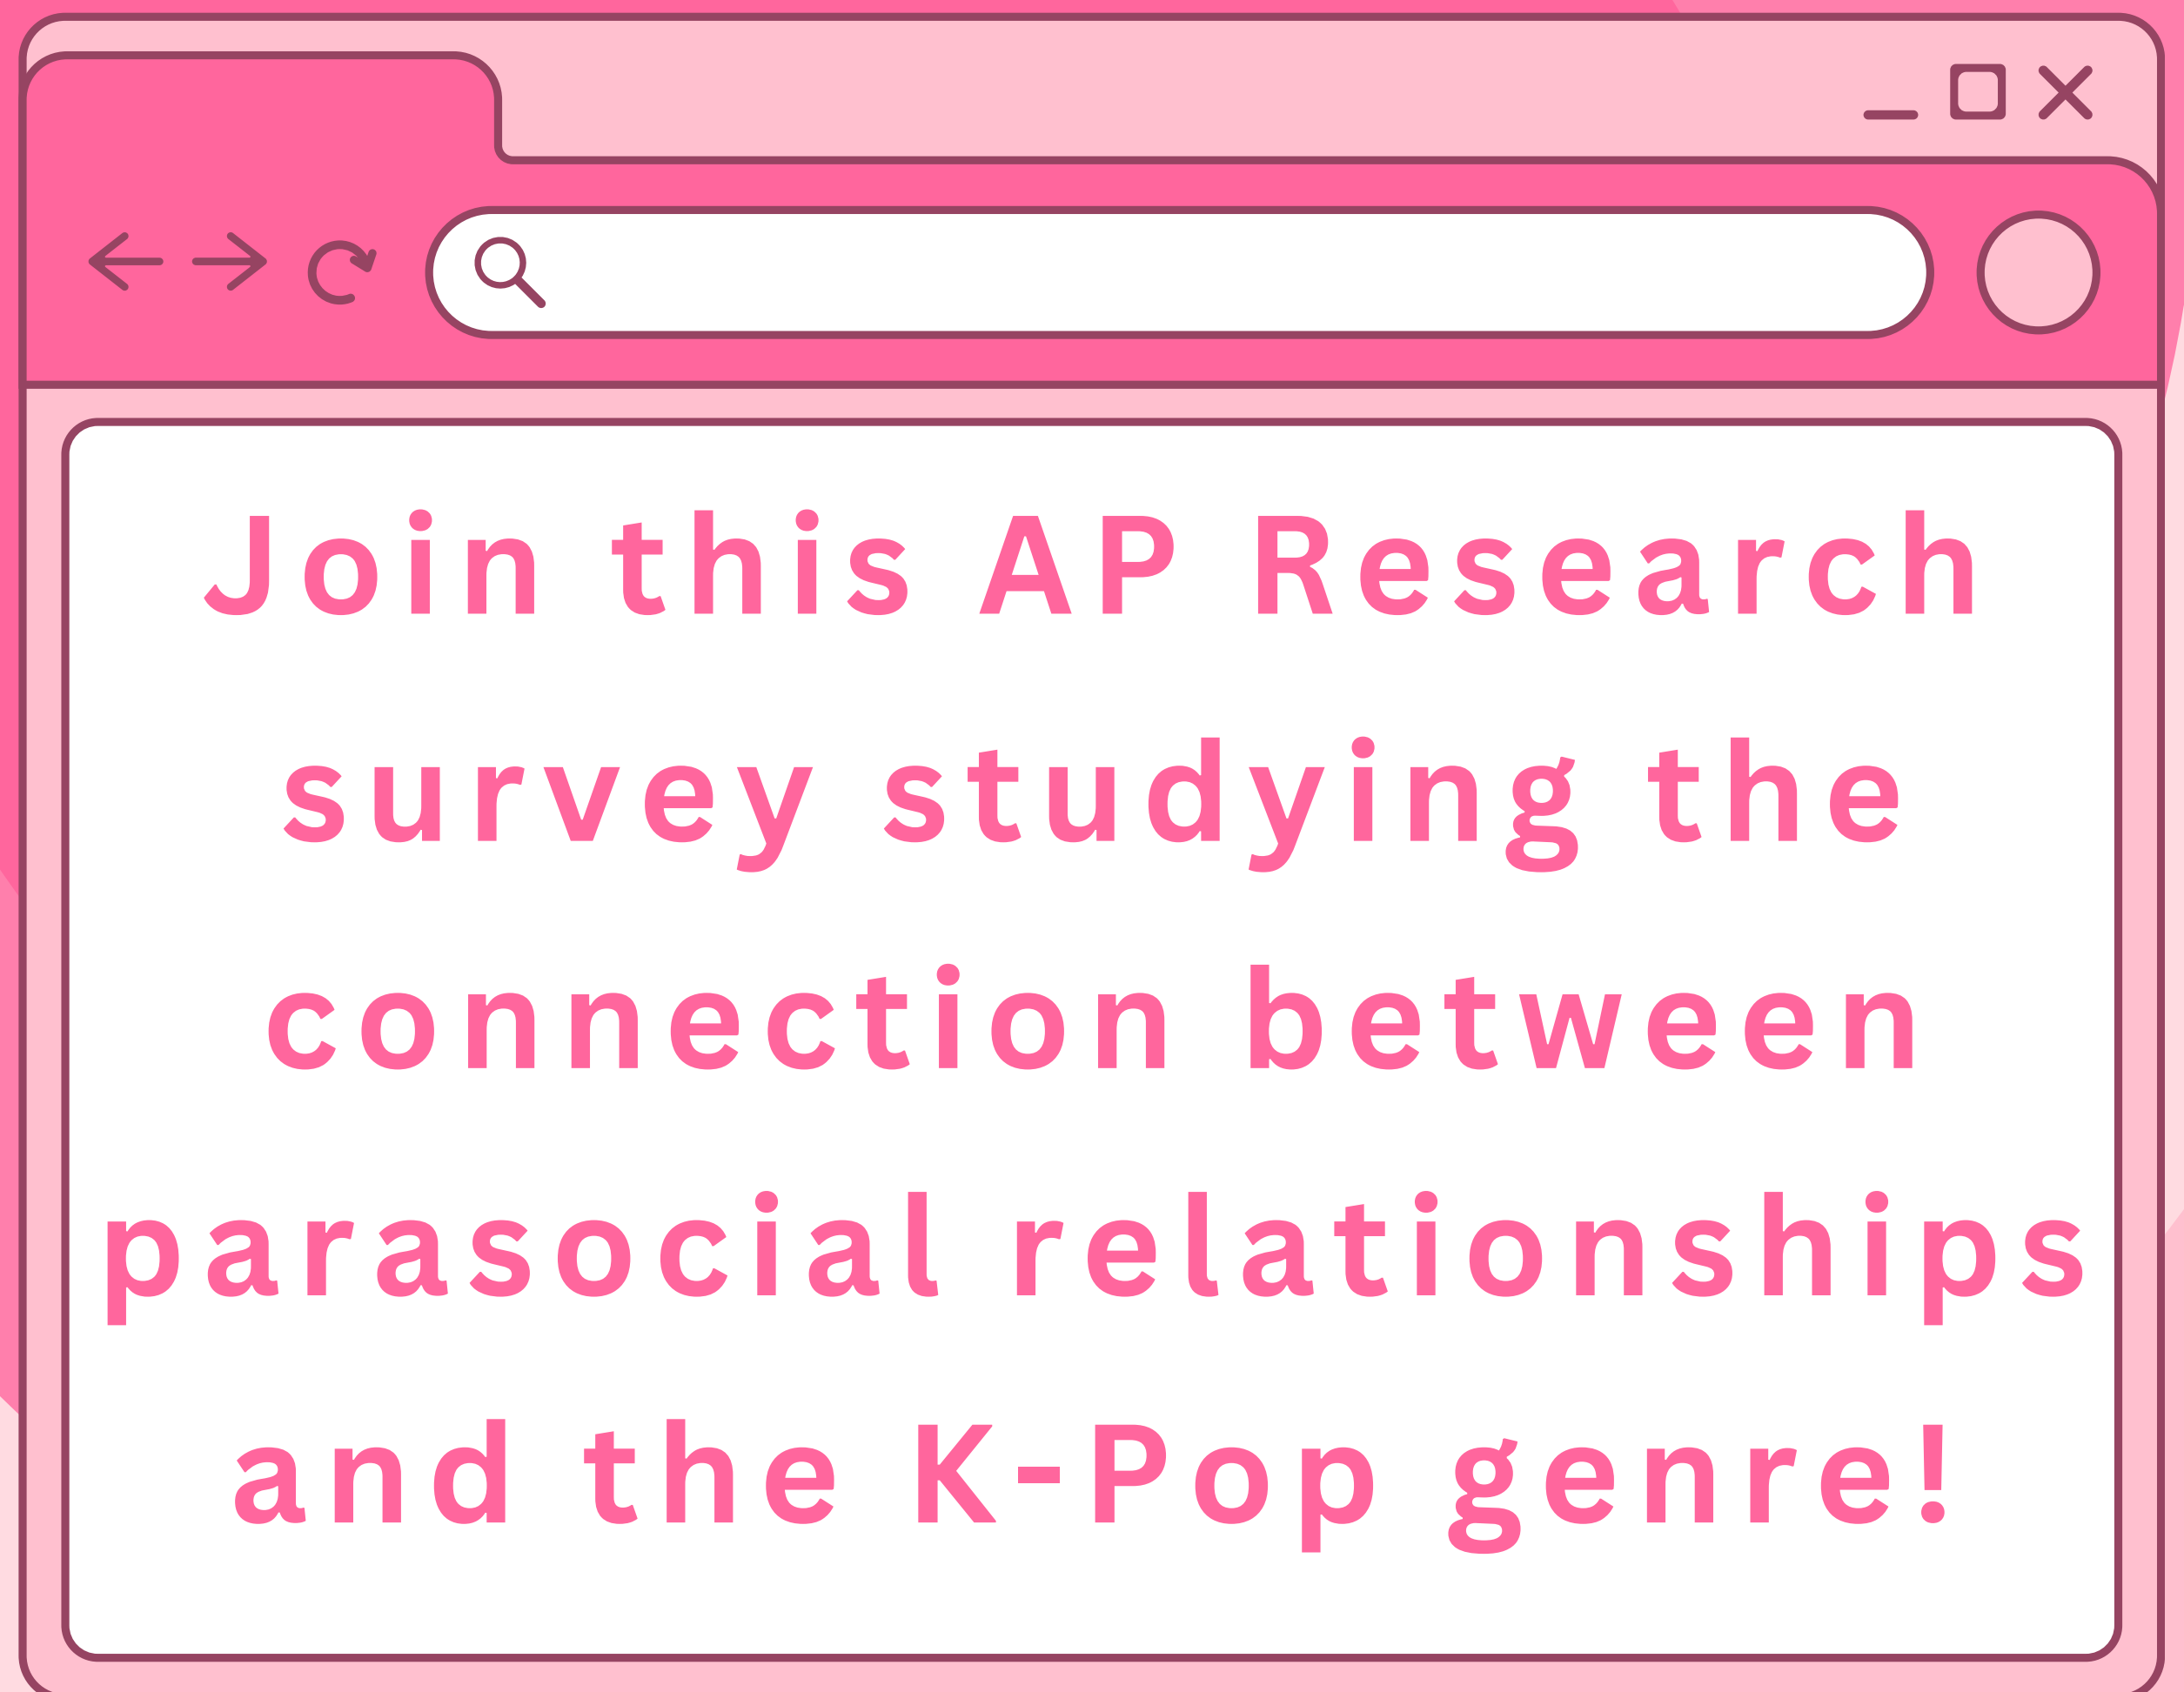 Join this AP Research
survey studying the
connection between
parasocial relationships
and the K-Pop genre!